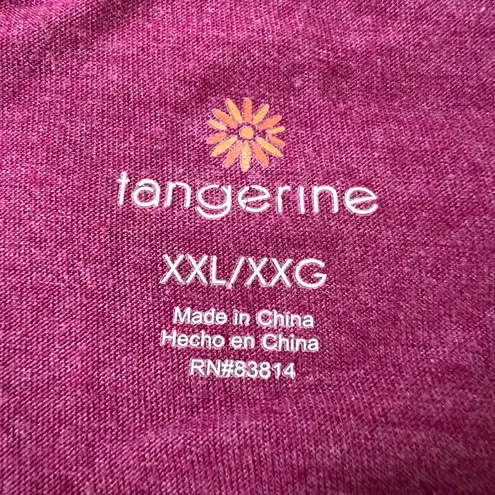 tangerine
XXL/XXG
Made in China
Hecho en China
RN#83814